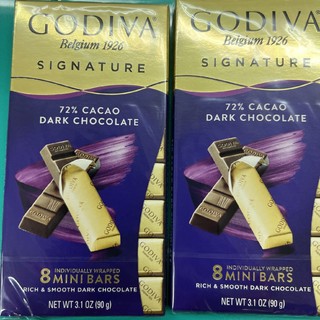 GODIVA
Belgium 1926
SIGNATURE
72% CACAO
DARK CHOCOLATE
8 INDIVIDUALLY WRAPPED
MINI BARS
RICH & SMOOTH DARK CHOCOLATE
NET WT 3.1 OZ (90 g)
GODIVA
Belgium 1926
SIGNATURE
72% CACAO
DARK CHOCOLATE
8 INDIVIDUALLY WRAPPED
MINI BARS
RICH & SMOOTH DARK CHOCOLATE
NET WT 3.1 OZ (90 g)